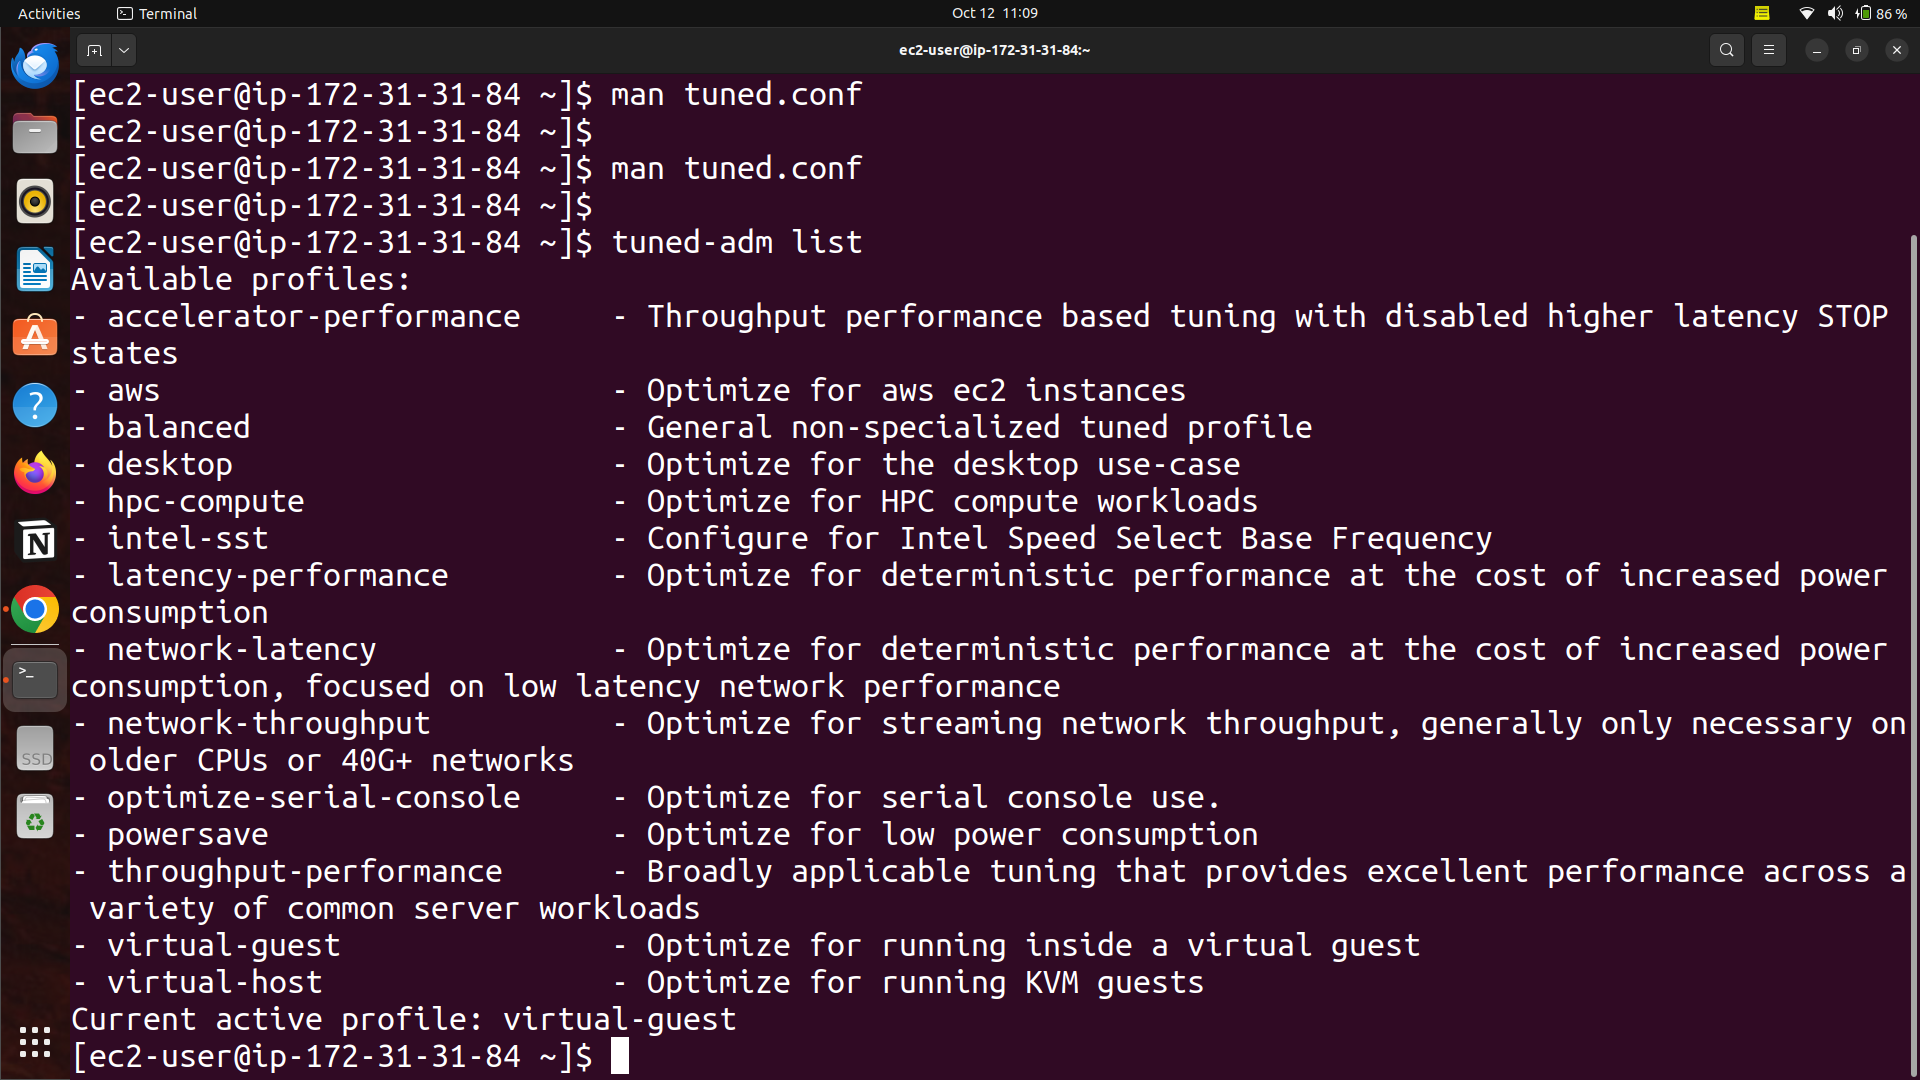 Activities
Terminal
Oct 12 11:09
86 %
ec2-user@ip-172-31-31-84:~
[ec2-user@ip-172-31-31-84 ~]$ man tuned.conf
[ec2-user@ip-172-31-31-84 ~]$
[ec2-user@ip-172-31-31-84 ~]$ man tuned.conf
[ec2-user@ip-172-31-31-84 ~]$
[ec2-user@ip-172-31-31-84 ~]$ tuned-adm list
Available profiles:
- accelerator-performance     - Throughput performance based tuning with disabled higher latency STOP
states
- aws                         - Optimize for aws ec2 instances
- balanced                    - General non-specialized tuned profile
- desktop                     - Optimize for the desktop use-case
- hpc-compute                 - Optimize for HPC compute workloads
- intel-sst                   - Configure for Intel Speed Select Base Frequency
- latency-performance         - Optimize for deterministic performance at the cost of increased power
consumption
- network-latency             - Optimize for deterministic performance at the cost of increased power
consumption, focused on low latency network performance
- network-throughput          - Optimize for streaming network throughput, generally only necessary on
older CPUs or 40G+ networks
- optimize-serial-console     - Optimize for serial console use.
- powersave                   - Optimize for low power consumption
- throughput-performance      - Broadly applicable tuning that provides excellent performance across a
variety of common server workloads
- virtual-guest               - Optimize for running inside a virtual guest
- virtual-host                - Optimize for running KVM guests
Current active profile: virtual-guest
[ec2-user@ip-172-31-31-84 ~]$
SSD